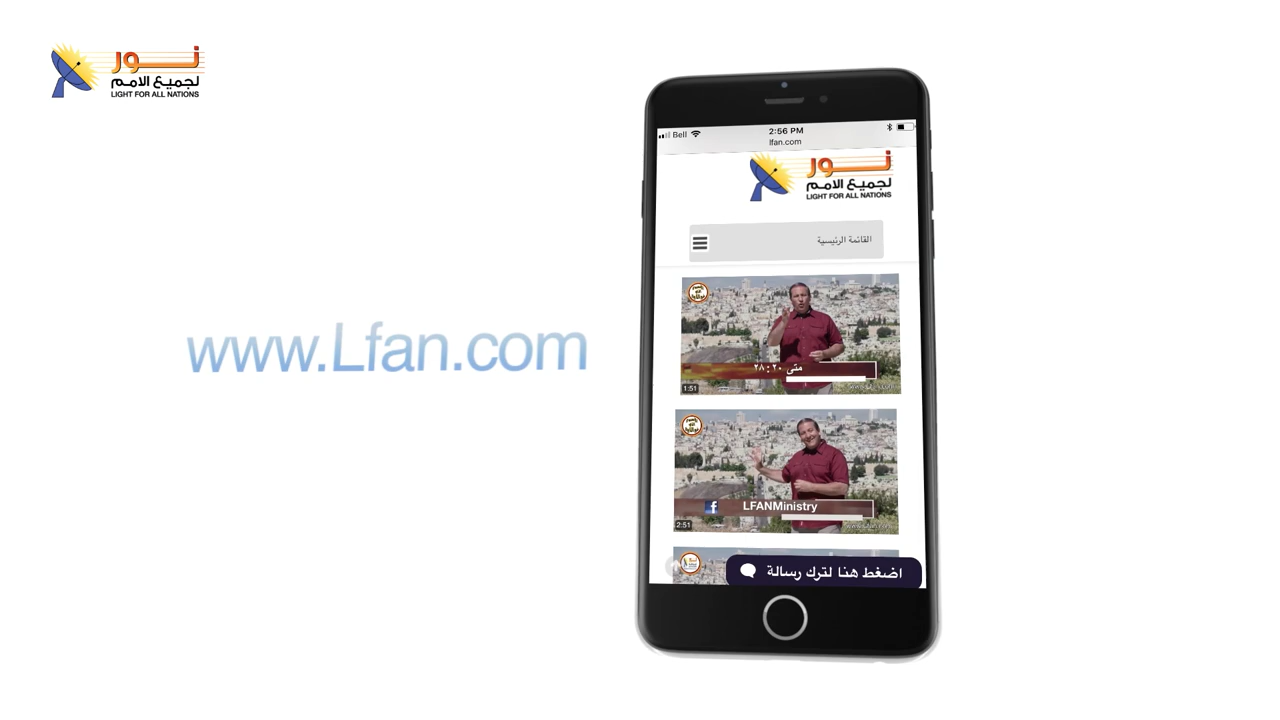 نور
لجميع الامم
LIGHT FOR ALL NATIONS
www.Lfan.com
Bell
2:56 PM
lfan.com
نور
لجميع الامم
LIGHT FOR ALL NATIONS
القائمة الرئيسية
متى ٢٠ : ٢٨
1:51
LFANMinistry
2:51
اضغط هنا لترك رسالة